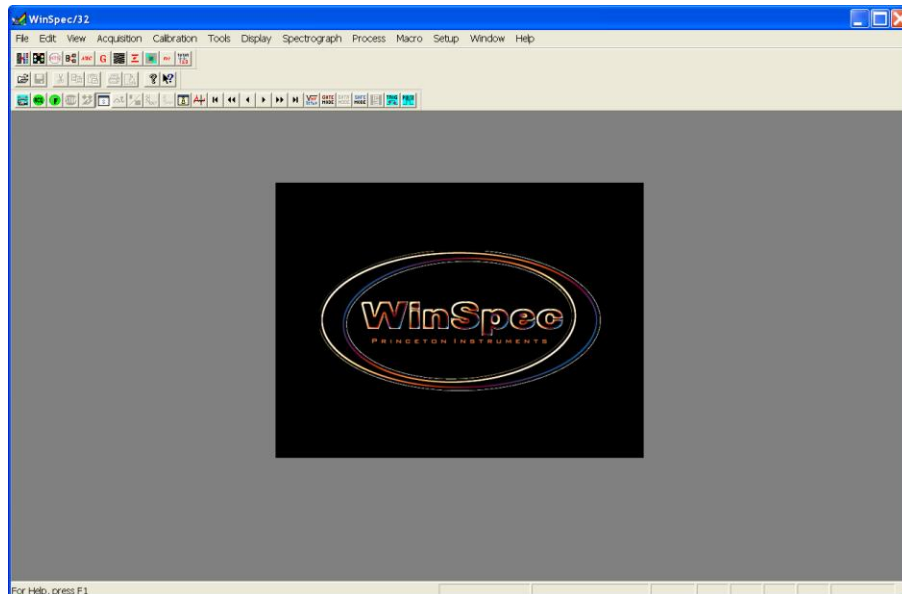 WinSpec/32
File Edit View Acquisition Calibration Tools Display Spectrograph Process Macro Setup Window Help
WinSpec
PRINCETON INSTRUMENTS
For Help, press F1